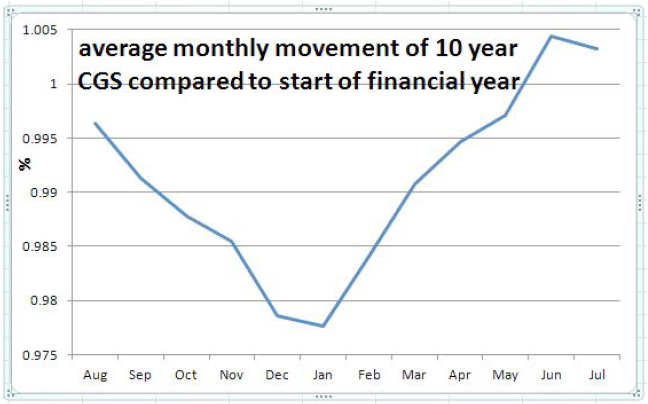 average monthly movement of 10 year
CGS compared to start of financial year
1.005
1
0.995
%
0.99
0.985
0.98
0.975
Aug Sep Oct Nov Dec Jan Feb Mar Apr May Jun Jul